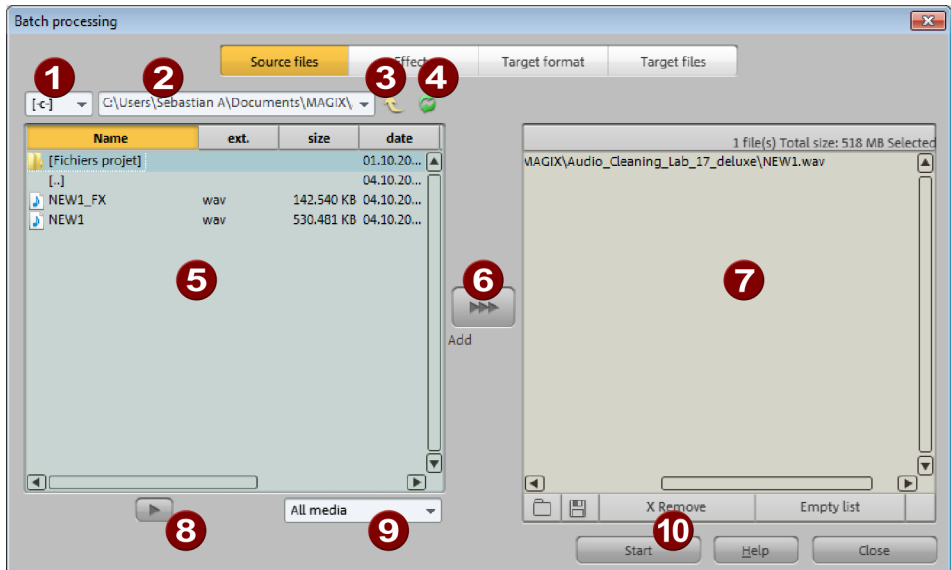 Batch processing
Source files
Effect
Target format
Target files
1
2
3
4
[-c-]
C:\Users\Sebastian A\Documents\MAGIX\
Name ext. size date
[Fichiers projet] 01.10.20...
[..] 04.10.20...
NEW1_FX wav 142.540 KB 04.10.20...
NEW1 wav 530.481 KB 04.10.20...
5
6
Add
1 file(s) Total size: 518 MB Selected
MAGIX\Audio_Cleaning_Lab_17_deluxe\NEW1.wav
7
8
All media
9
X Remove
Empty list
10
Start
Help
Close